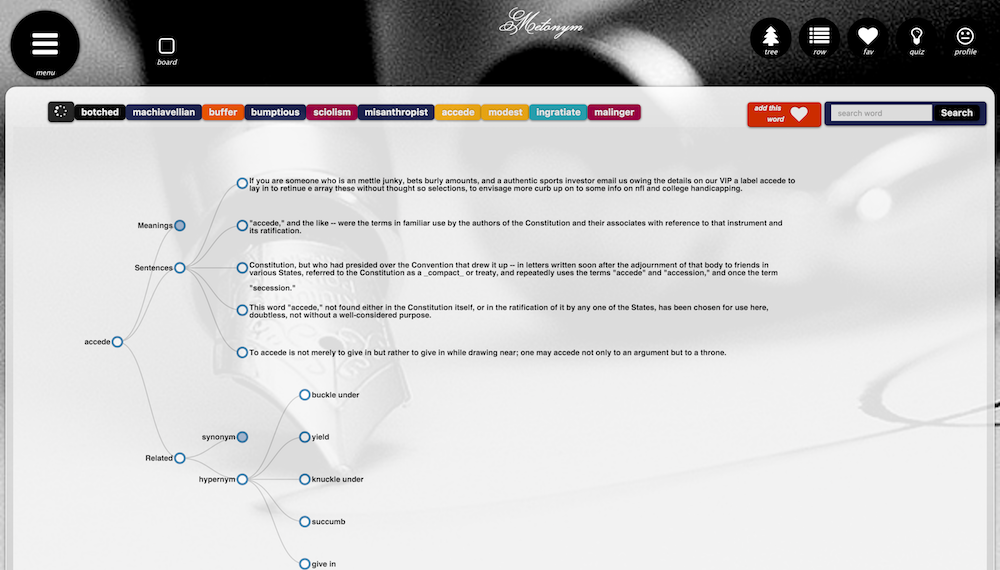 Metonym
menu
board
tree
row
fav
quiz
profile
botched machiavellian buffer bumptious sciolism misanthropist accede modest ingratiate malinger
add this
word
search word
Search
If you are someone who is an mettle junky, bets burly amounts, and a authentic sports investor email us owing the details on our VIP a label accede to
lay in to retinue e array these without thought so selections, to envisage more curb up on to some info on nfl and college handicapping.
Meanings
"accede," and the like -- were the terms in familiar use by the authors of the Constitution and their associates with reference to that instrument and
its ratification.
Sentences
Constitution, but who had presided over the Convention that drew it up -- in letters written soon after the adjournment of that body to friends in
various States, referred to the Constitution as a _compact_ or treaty, and repeatedly uses the terms "accede" and "accession," and once the term
"secession."
This word "accede," not found either in the Constitution itself, or in the ratification of it by any one of the States, has been chosen for use here,
doubtless, not without a well-considered purpose.
accede
To accede is not merely to give in but rather to give in while drawing near; one may accede not only to an argument but to a throne.
buckle under
synonym
yield
Related
hypernym
knuckle under
succumb
give in